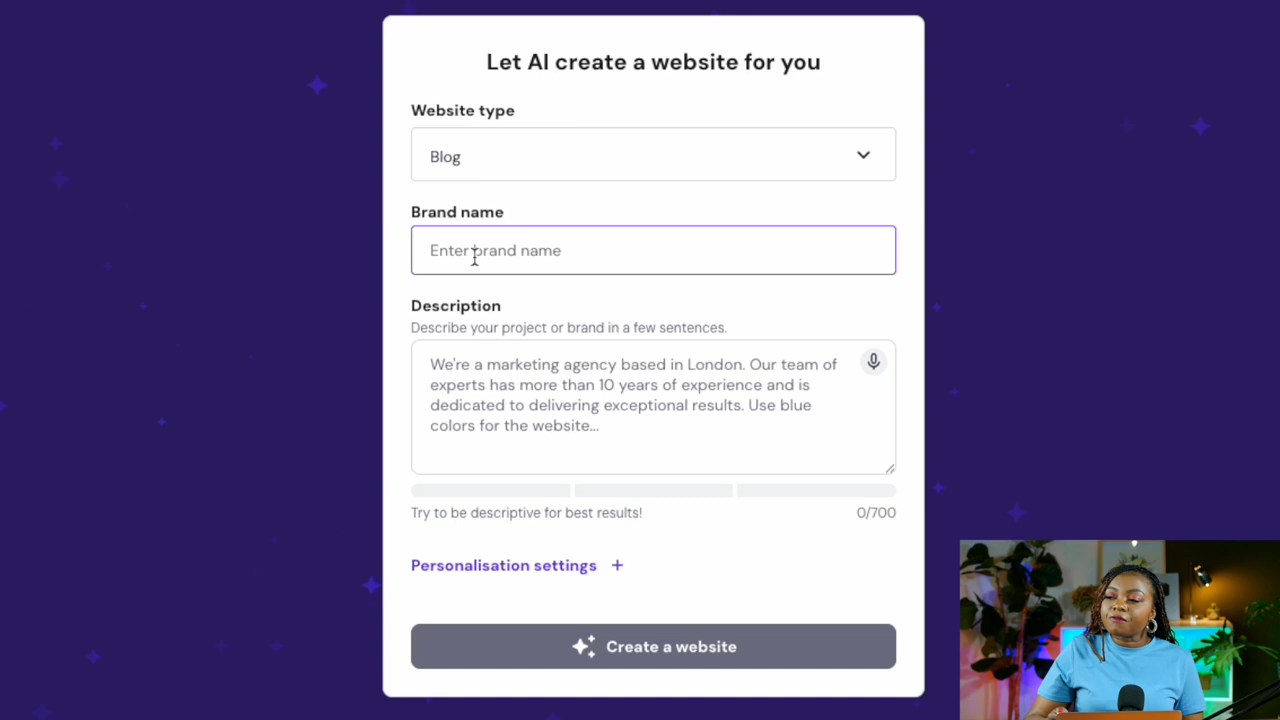 Let AI create a website for you
Website type
Blog
Brand name
Enter brand name
Description
Describe your project or brand in a few sentences.
We're a marketing agency based in London. Our team of
experts has more than 10 years of experience and is
dedicated to delivering exceptional results. Use blue
colors for the website...
Try to be descriptive for best results!
0/700
Personalisation settings +
Create a website